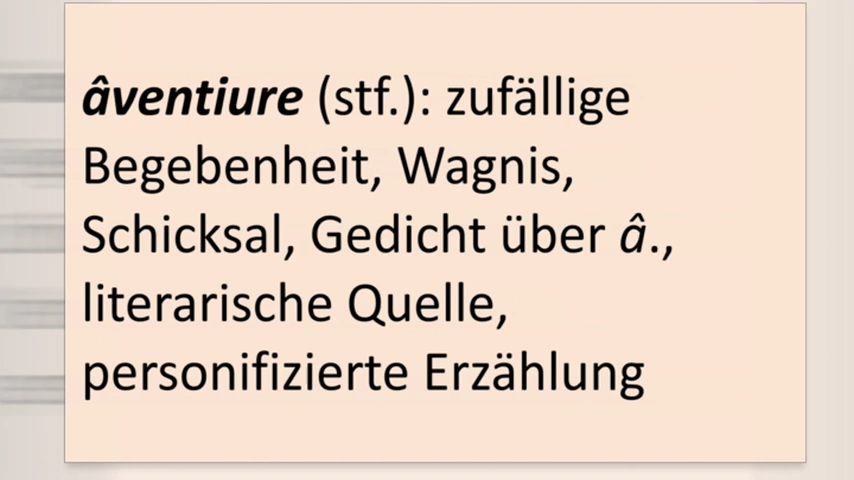 âventiure (stf.): zufällige
Begebenheit, Wagnis,
Schicksal, Gedicht über â.,
literarische Quelle,
personifizierte Erzählung